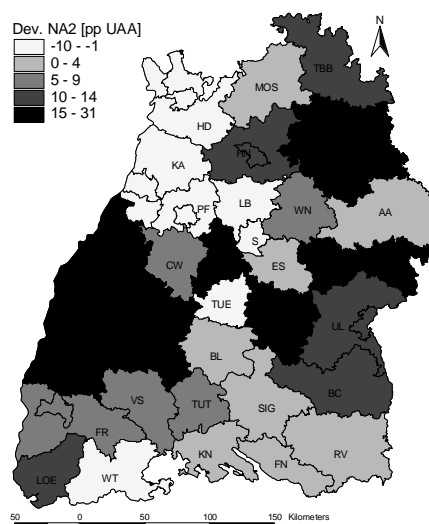 Dev. NA2 [pp UAA]
-10 - -1
0 - 4
5 - 9
10 - 14
15 - 31
N
TBB
MOS
HD
HN
KA
PF
LB
WN
AA
S
CW
ES
TUE
UL
BL
BC
VS
TUT
SIG
FR
RV
KN
FN
LOE
WT
50 0 50 100 150 Kilometers